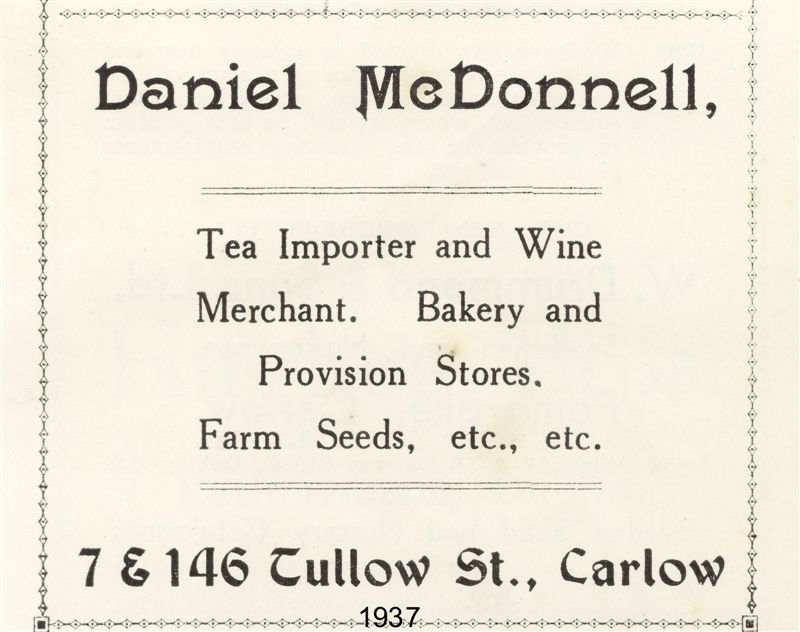 Daniel McDonnell,
Tea Importer and Wine
Merchant. Bakery and
Provision Stores.
Farm Seeds, etc., etc.
7 & 146 Tullow St., Carlow
1937